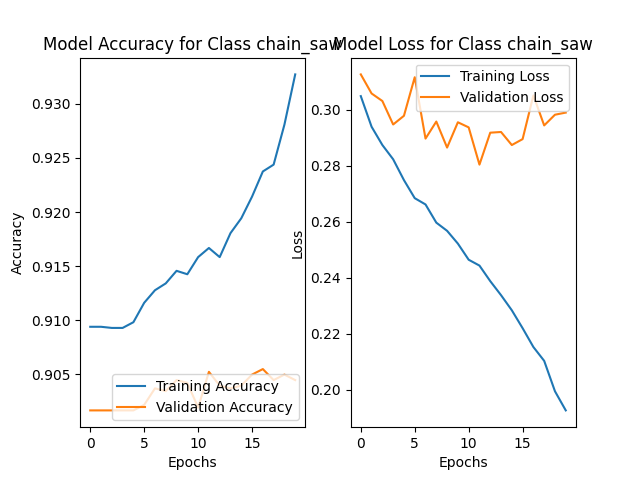 Model Accuracy for Class chain_saw
Model Loss for Class chain_saw
0.930
0.925
0.920
0.915
0.910
0.905
Accuracy
Training Accuracy
Validation Accuracy
0 5 10 15
Epochs
Training Loss
Validation Loss
0.30
0.28
0.26
0.24
0.22
0.20
Loss
0 5 10 15
Epochs